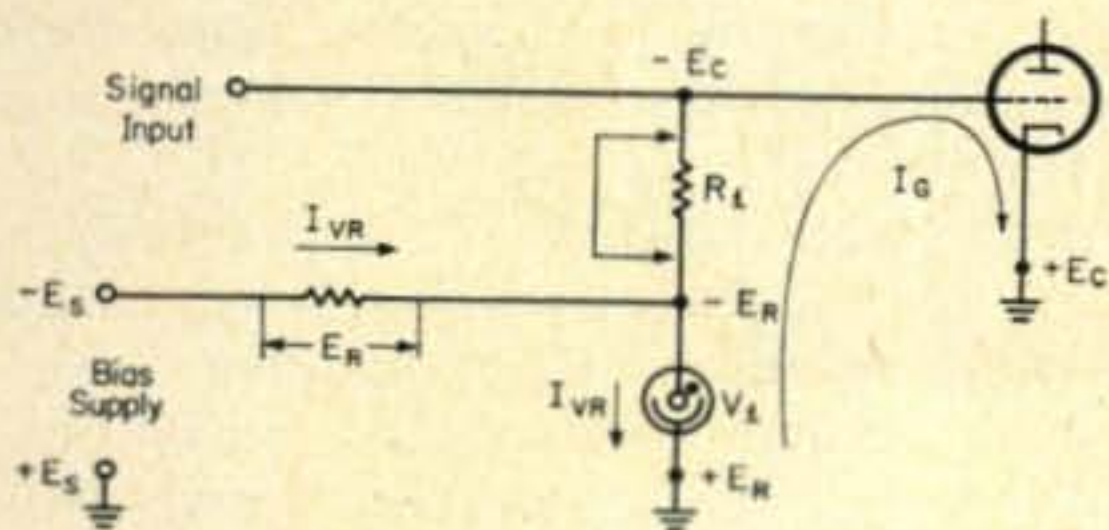 - EC
Signal
Input
R1
IG
IVR
+EC
-ES
- ER
ER
Bias
Supply
IVR
V1
+ES
+ER